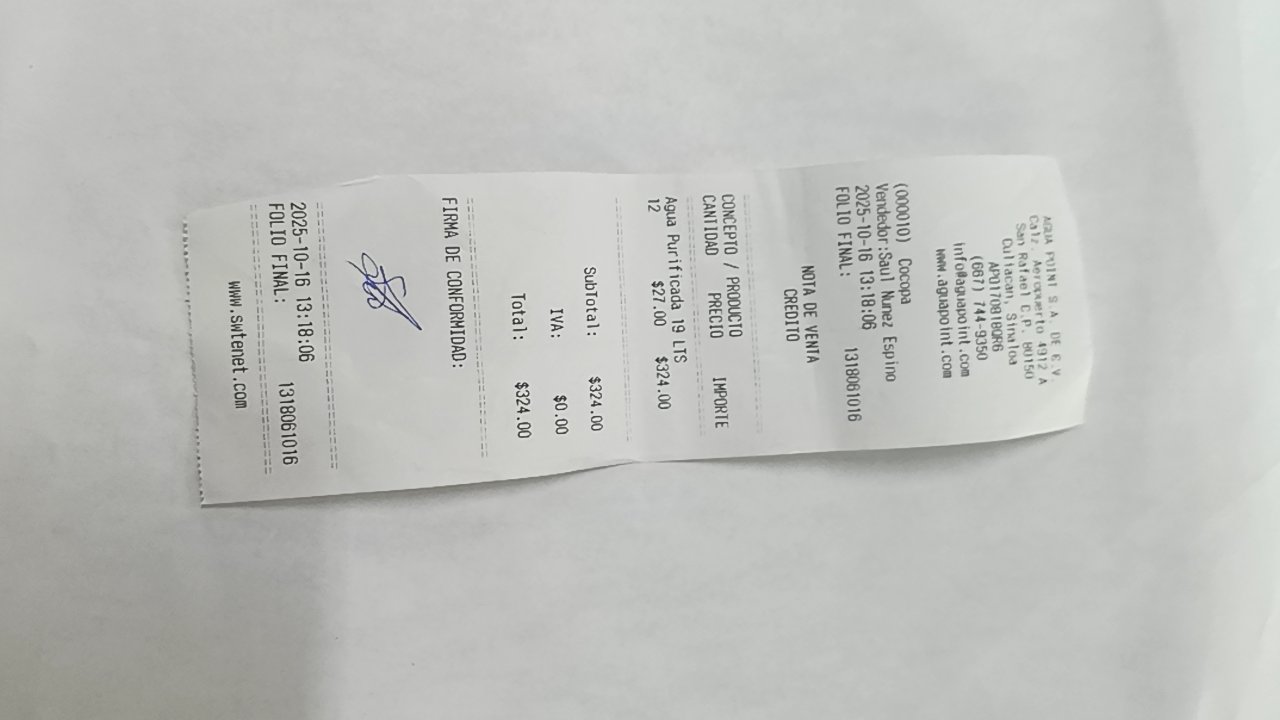 AGUA POINT S.A. DE C.V.
Calz. Aeropuerto 4912 A
San Rafael C.P. 80150
Culiacan, Sinaloa
APO170818QR6
(667) 744-9350
info@aguapoint.com
www.aguapoint.com
(000010) Cocopa
Vendedor:Saul Nunez Espino
2025-10-16 13:18:06
FOLIO FINAL: 1318061016
NOTA DE VENTA
CREDITO
CONCEPTO / PRODUCTO
CANTIDAD PRECIO IMPORTE
Agua Purificada 19 LTS
12 $27.00 $324.00
SubTotal: $324.00
IVA: $0.00
Total: $324.00
FIRMA DE CONFORMIDAD:
2025-10-16 13:18:06
FOLIO FINAL: 1318061016
www.swltenet.com